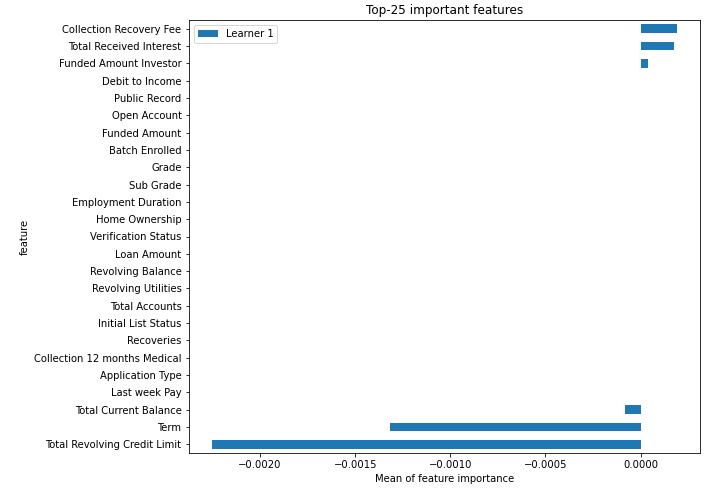 Top-25 important features
Learner 1
Collection Recovery Fee
Total Received Interest
Funded Amount Investor
Debit to Income
Public Record
Open Account
Funded Amount
Batch Enrolled
Grade
Sub Grade
Employment Duration
Home Ownership
Verification Status
Loan Amount
Revolving Balance
Revolving Utilities
Total Accounts
Initial List Status
Recoveries
Collection 12 months Medical
Application Type
Last week Pay
Total Current Balance
Term
Total Revolving Credit Limit
feature
−0.0020 −0.0015 −0.0010 −0.0005 0.0000
Mean of feature importance